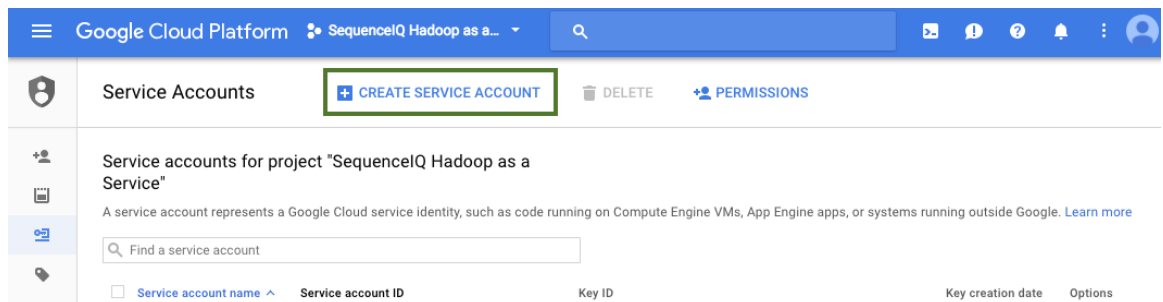 Google Cloud Platform SequenceIQ Hadoop as a...
Service Accounts CREATE SERVICE ACCOUNT DELETE PERMISSIONS
Service accounts for project "SequenceIQ Hadoop as a
Service"
A service account represents a Google Cloud service identity, such as code running on Compute Engine VMs, App Engine apps, or systems running outside Google. Learn more
Find a service account
Service account name Service account ID Key ID Key creation date Options